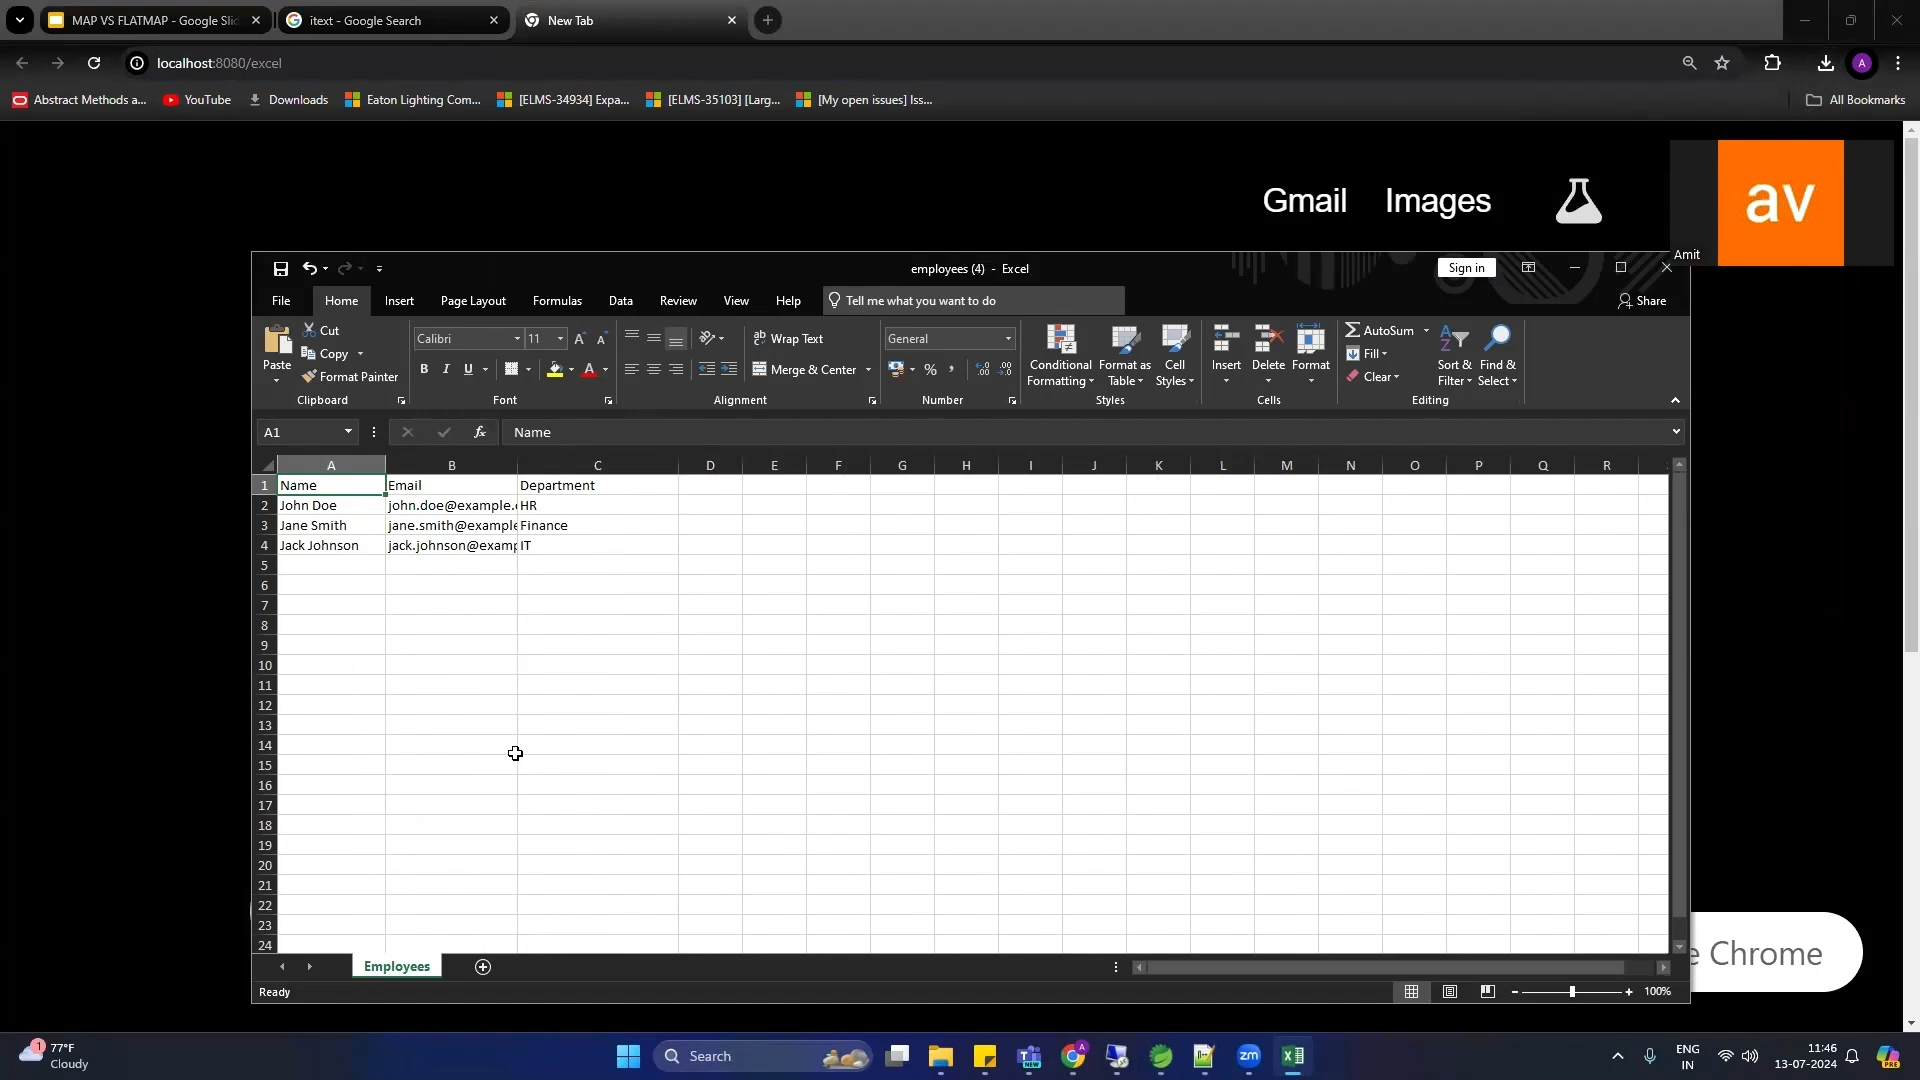 MAP VS FLATMAP - Google Slid
itext - Google Search
New Tab
localhost:8080/excel
A
Abstract Methods a...
YouTube
Downloads
Eaton Lighting Com...
[ELMS-34934] Expa...
[ELMS-35103] [Larg...
[My open issues] Iss...
All Bookmarks
Gmail
Images
av
Amit
employees (4) - Excel
Sign in
File
Home
Insert
Page Layout
Formulas
Data
Review
View
Help
Tell me what you want to do
Share
Paste
Cut
Copy
Format Painter
Clipboard
Calibri
11
B I U
Font
Wrap Text
Merge & Center
Alignment
General
Number
Conditional Formatting
Format as Table
Cell Styles
Styles
Insert
Delete
Format
Cells
AutoSum
Fill
Clear
Sort & Filter
Find & Select
Editing
A1
fx
Name
A B C D E F G H I J K L M N O P Q R
1 Name Email Department
2 John Doe john.doe@example. HR
3 Jane Smith jane.smith@example Finance
4 Jack Johnson jack.johnson@examp IT
5
6
7
8
9
10
11
12
13
14
15
16
17
18
19
20
21
22
23
24
Employees
Ready
100%
e Chrome
1
77°F
Cloudy
Search
NEW
A
zm
ENG
IN
11:46
13-07-2024
PRE